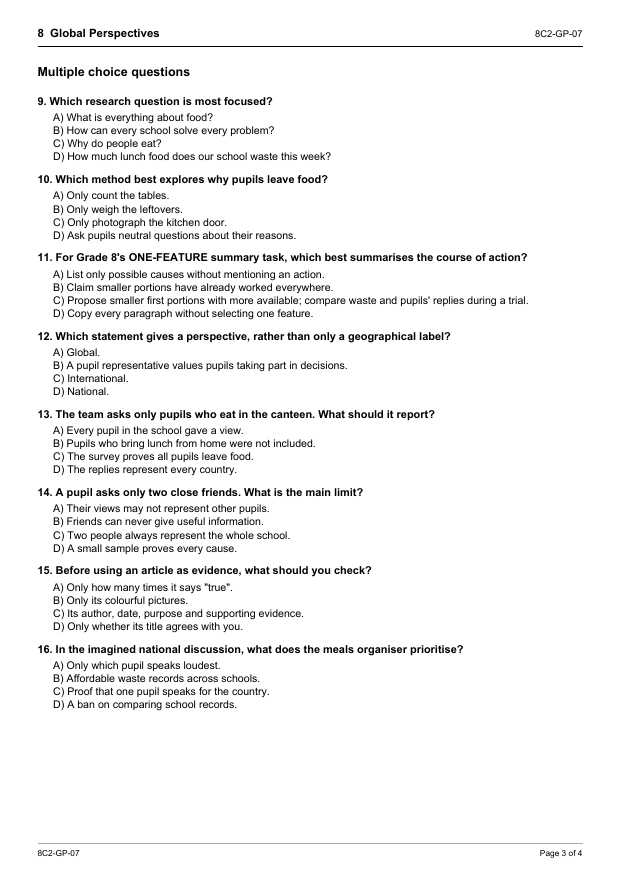 8 Global Perspectives
8C2-GP-07
Multiple choice questions
9. Which research question is most focused?
A) What is everything about food?
B) How can every school solve every problem?
C) Why do people eat?
D) How much lunch food does our school waste this week?
10. Which method best explores why pupils leave food?
A) Only count the tables.
B) Only weigh the leftovers.
C) Only photograph the kitchen door.
D) Ask pupils neutral questions about their reasons.
11. For Grade 8's ONE-FEATURE summary task, which best summarises the course of action?
A) List only possible causes without mentioning an action.
B) Claim smaller portions have already worked everywhere.
C) Propose smaller first portions with more available; compare waste and pupils' replies during a trial.
D) Copy every paragraph without selecting one feature.
12. Which statement gives a perspective, rather than only a geographical label?
A) Global.
B) A pupil representative values pupils taking part in decisions.
C) International.
D) National.
13. The team asks only pupils who eat in the canteen. What should it report?
A) Every pupil in the school gave a view.
B) Pupils who bring lunch from home were not included.
C) The survey proves all pupils leave food.
D) The replies represent every country.
14. A pupil asks only two close friends. What is the main limit?
A) Their views may not represent other pupils.
B) Friends can never give useful information.
C) Two people always represent the whole school.
D) A small sample proves every cause.
15. Before using an article as evidence, what should you check?
A) Only how many times it says "true".
B) Only its colourful pictures.
C) Its author, date, purpose and supporting evidence.
D) Only whether its title agrees with you.
16. In the imagined national discussion, what does the meals organiser prioritise?
A) Only which pupil speaks loudest.
B) Affordable waste records across schools.
C) Proof that one pupil speaks for the country.
D) A ban on comparing school records.
8C2-GP-07
Page 3 of 4